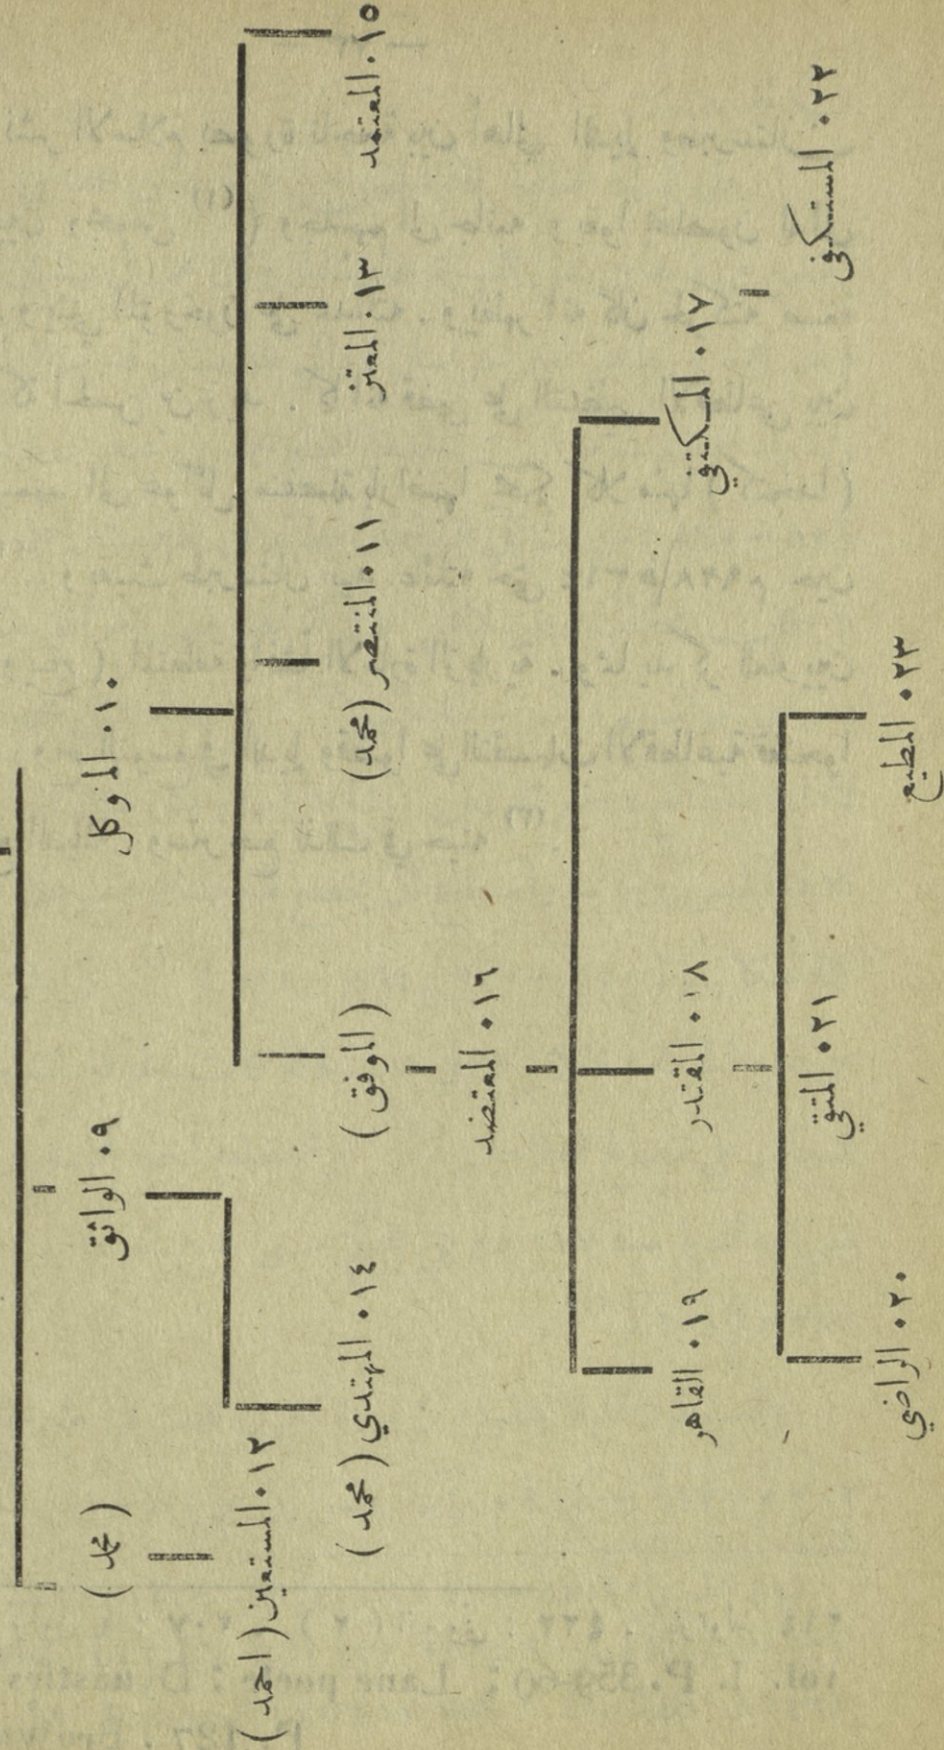 ١٠. المتوكل
٩. الواثق
(محمد)
١٢. المستعين (احمد)
١٥. المعتمد
١٣. المعتز
١١. المنتصر (محمد)
(الموفق)
١٤. المهتدي (محمد)
١٦. المعتضد
١٧. المكتفي
١٨. المقتدر
١٩. القاهر
٢٢. المستكفي
٢١. المتقي
٢٣. المطيع
٢٠. الراضي